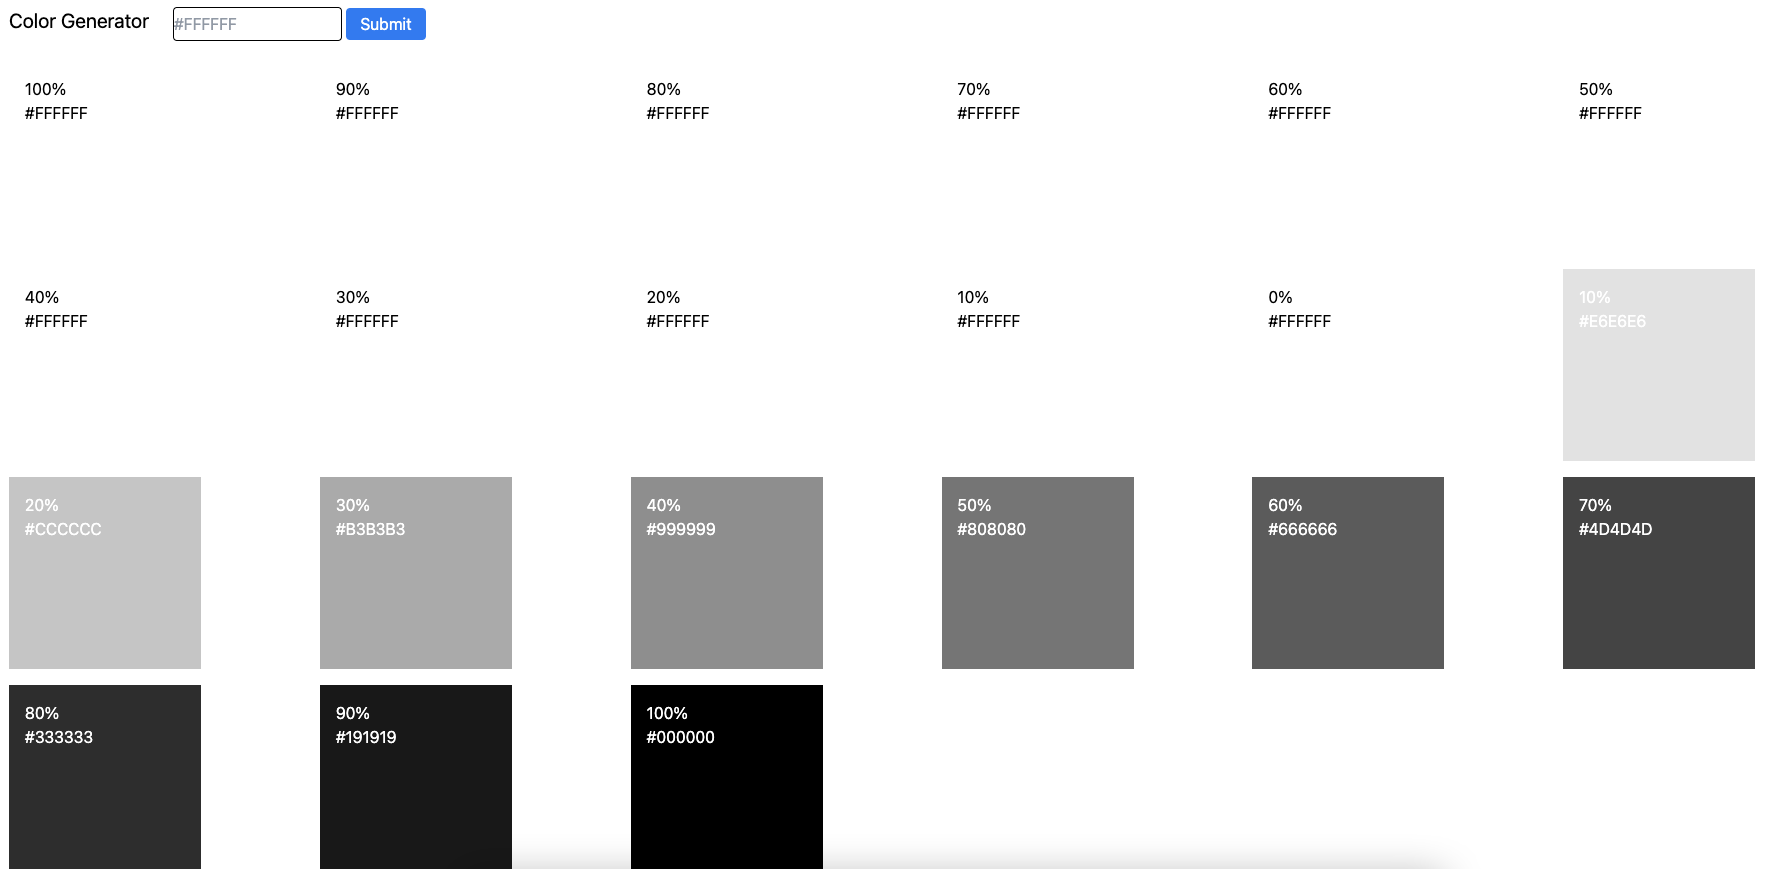 Color Generator #FFFFFF Submit
100% 90% 80% 70% 60% 50%
#FFFFFF #FFFFFF #FFFFFF #FFFFFF #FFFFFF #FFFFFF
40% 30% 20% 10% 0% 10%
#FFFFFF #FFFFFF #FFFFFF #FFFFFF #FFFFFF #E6E6E6
20% 30% 40% 50% 60% 70%
#CCCCCC #B3B3B3 #999999 #808080 #666666 #4D4D4D
80% 90% 100%
#333333 #191919 #000000